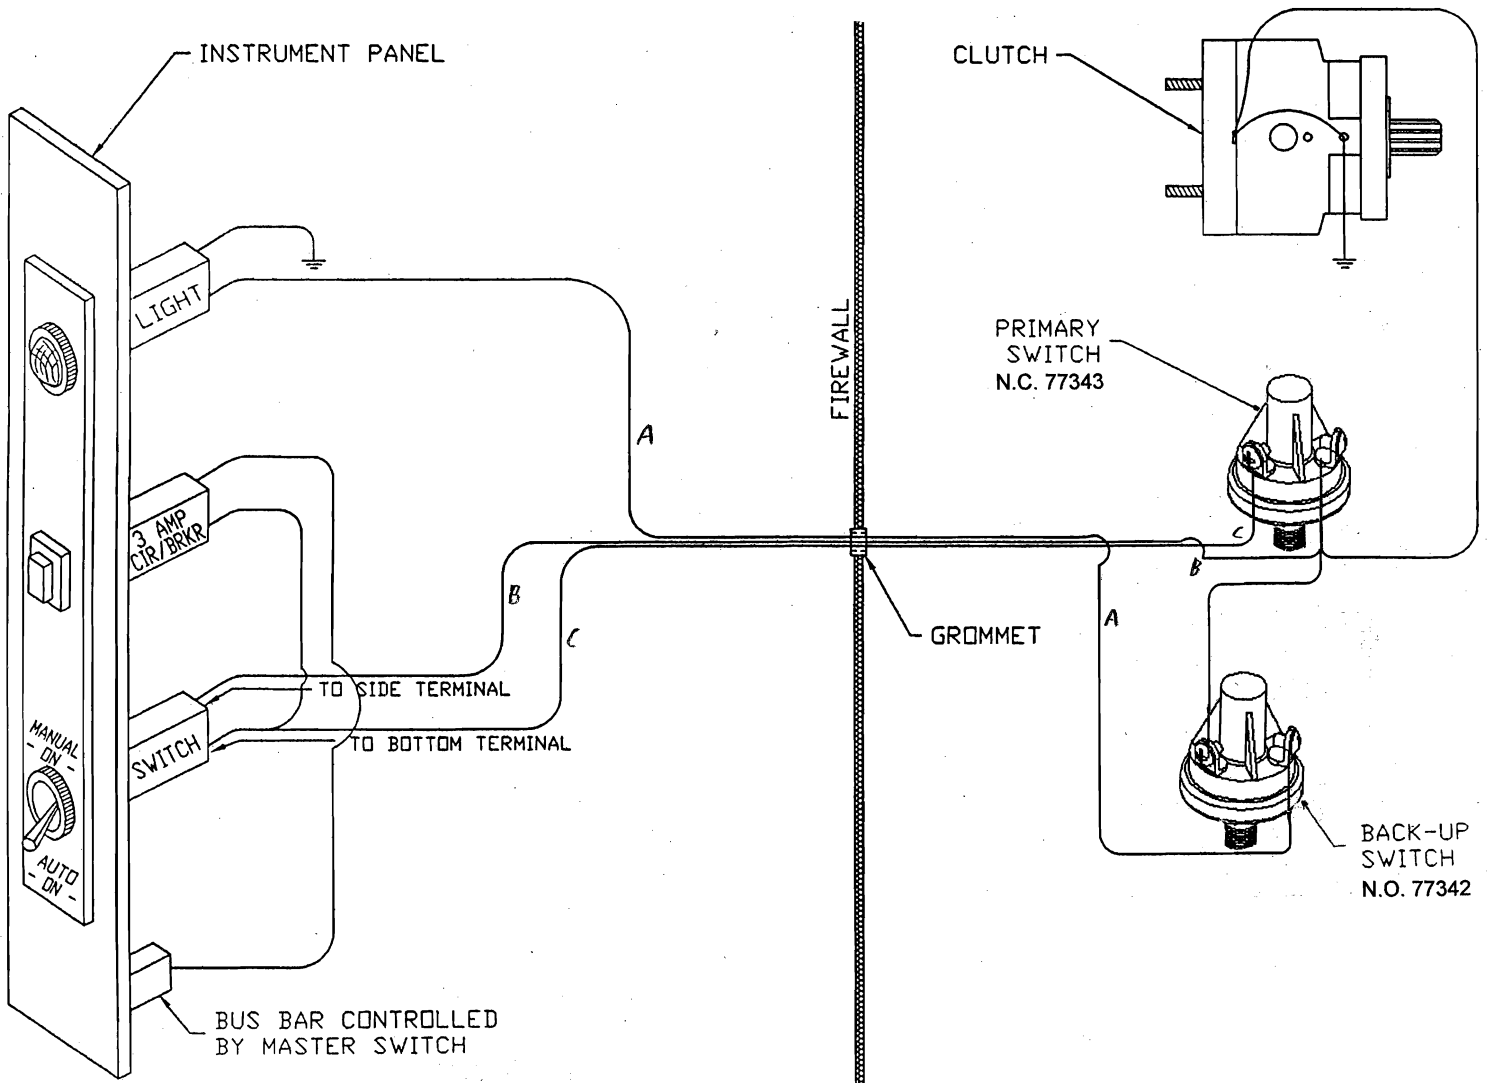 INSTRUMENT PANEL
CLUTCH
LIGHT
FIREWALL
PRIMARY
SWITCH
N.C. 77343
A
3 AMP
CIR/BRKR
C
B
B
A
C
GROMMET
TO SIDE TERMINAL
MANUAL
- ON -
SWITCH
TO BOTTOM TERMINAL
BACK-UP
SWITCH
N.O. 77342
AUTO
- ON -
BUS BAR CONTROLLED
BY MASTER SWITCH